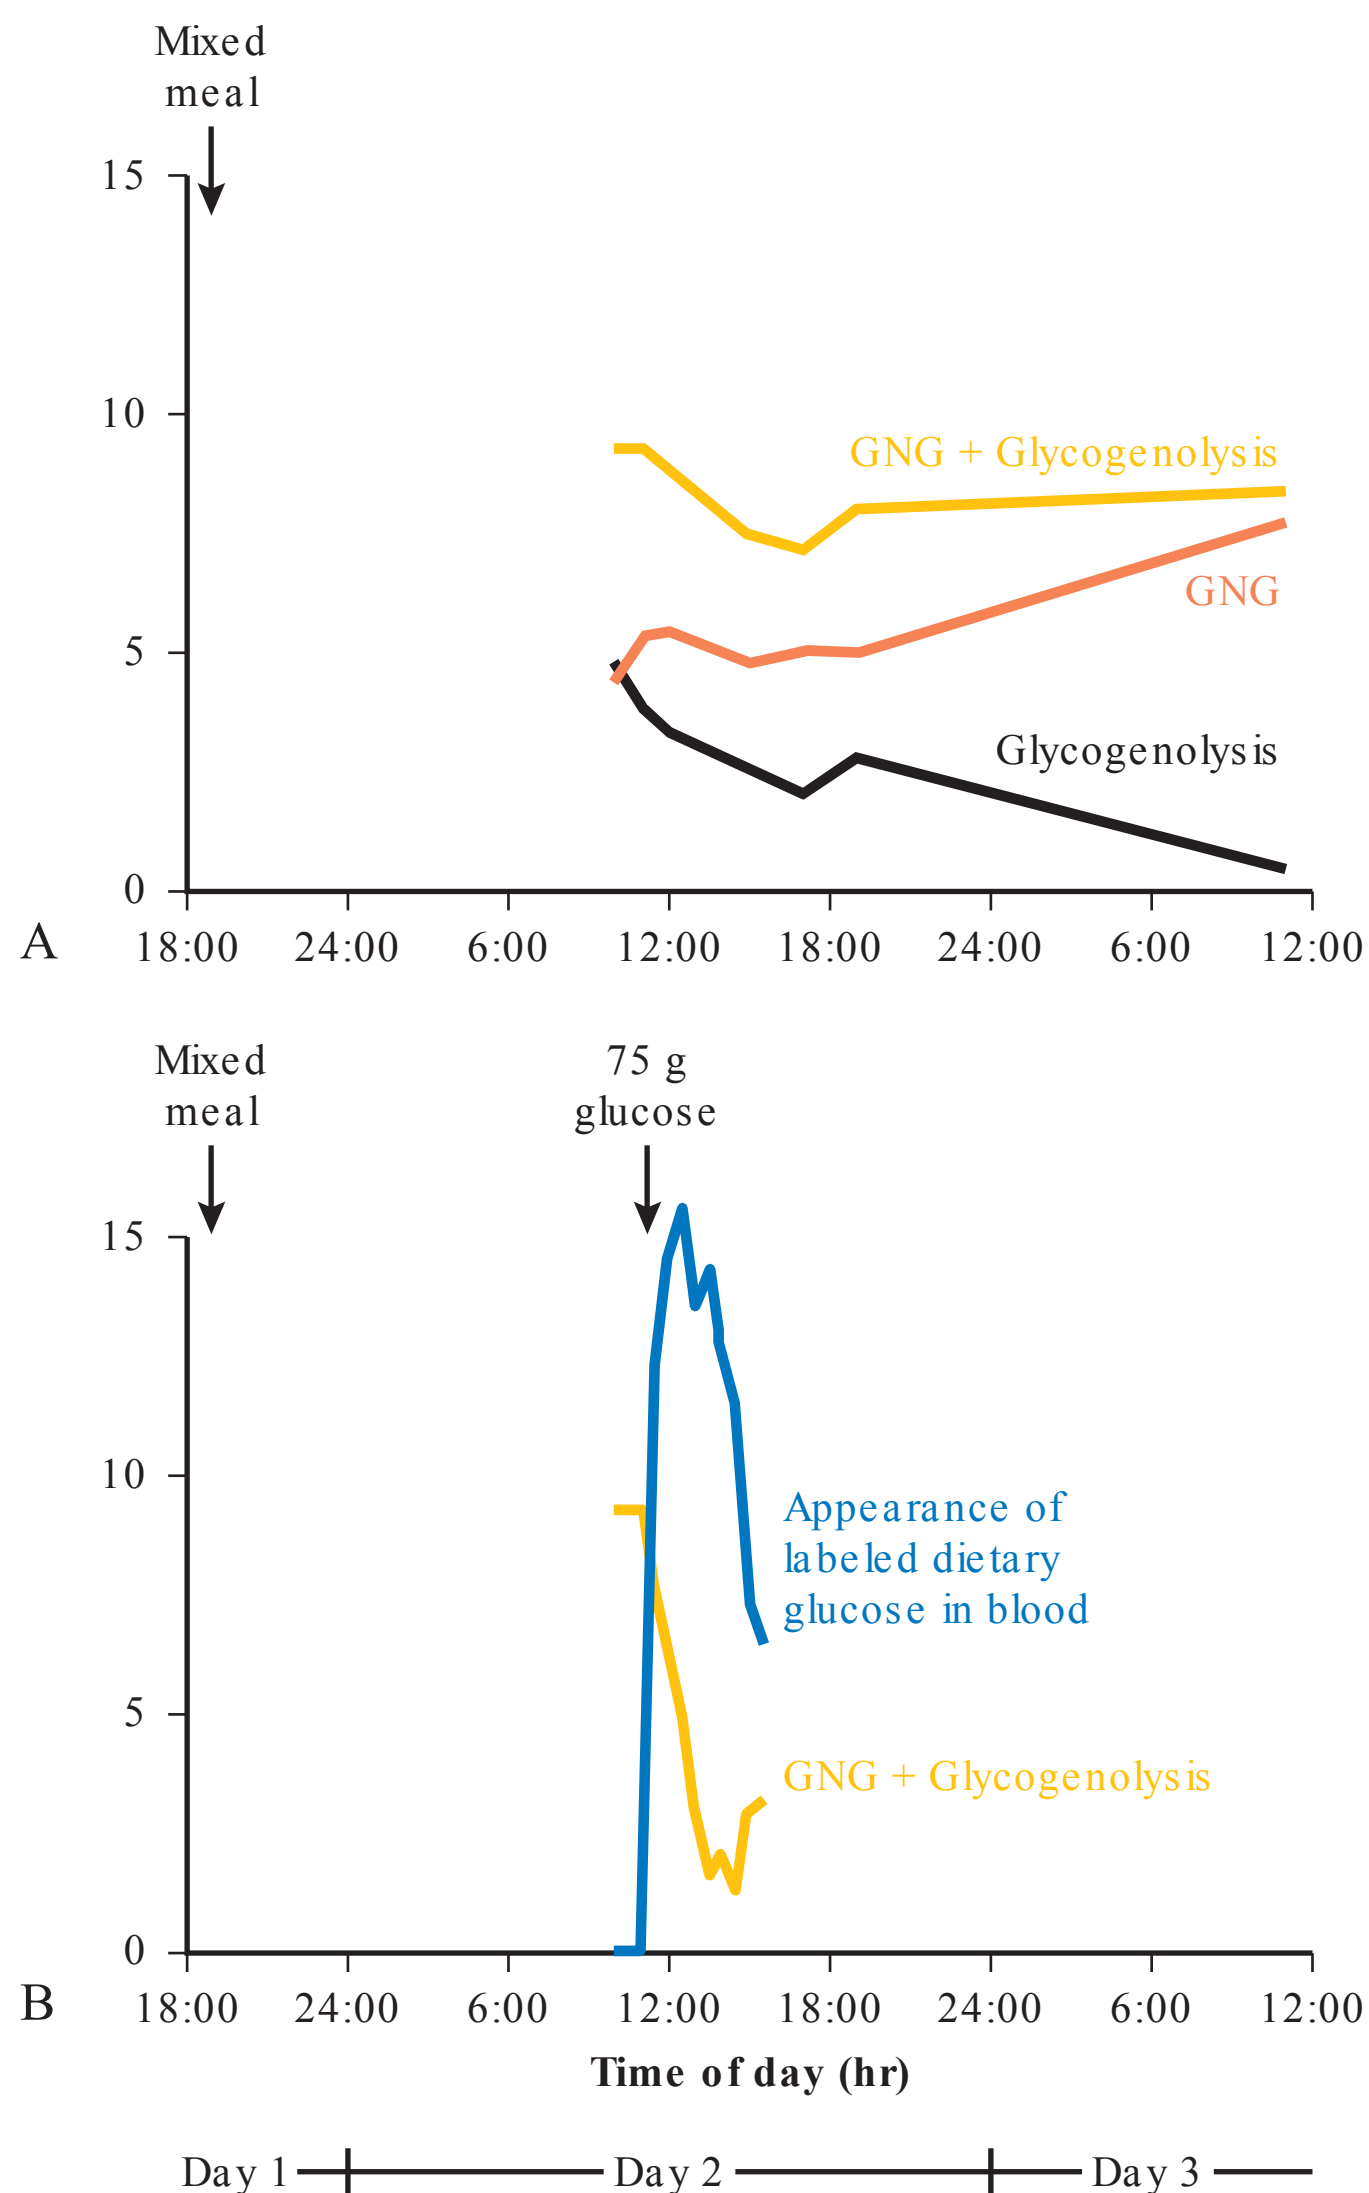 Mixed
meal
15
10
5
0
GNG + Glycogenolysis
GNG
Glycogenolysis
A
18:00 24:00 6:00 12:00 18:00 24:00 6:00 12:00
Mixed
meal
75 g
glucose
15
10
5
0
Appearance of
labeled dietary
glucose in blood
GNG + Glycogenolysis
B
18:00 24:00 6:00 12:00 18:00 24:00 6:00 12:00
Time of day (hr)
Day 1 Day 2 Day 3